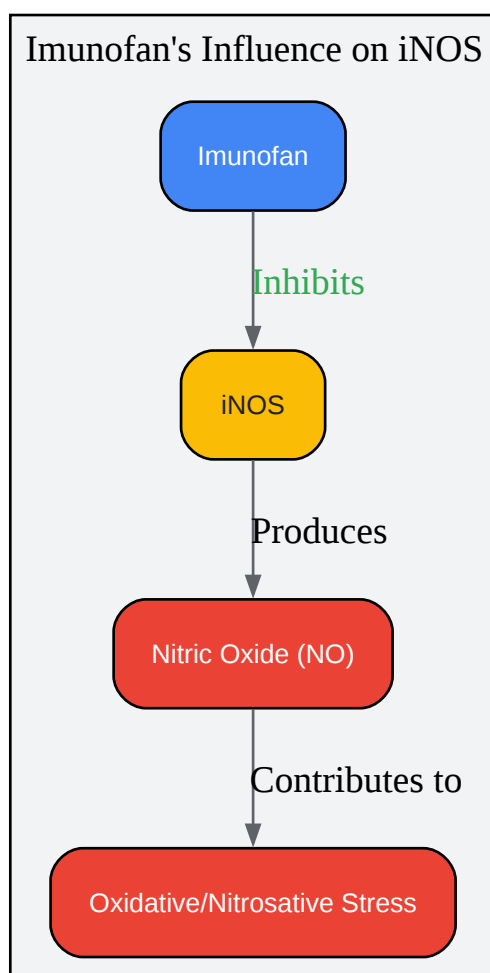 Imunofan's Influence on iNOS
Imunofan
Inhibits
iNOS
Produces
Nitric Oxide (NO)
Contributes to
Oxidative/Nitrosative Stress